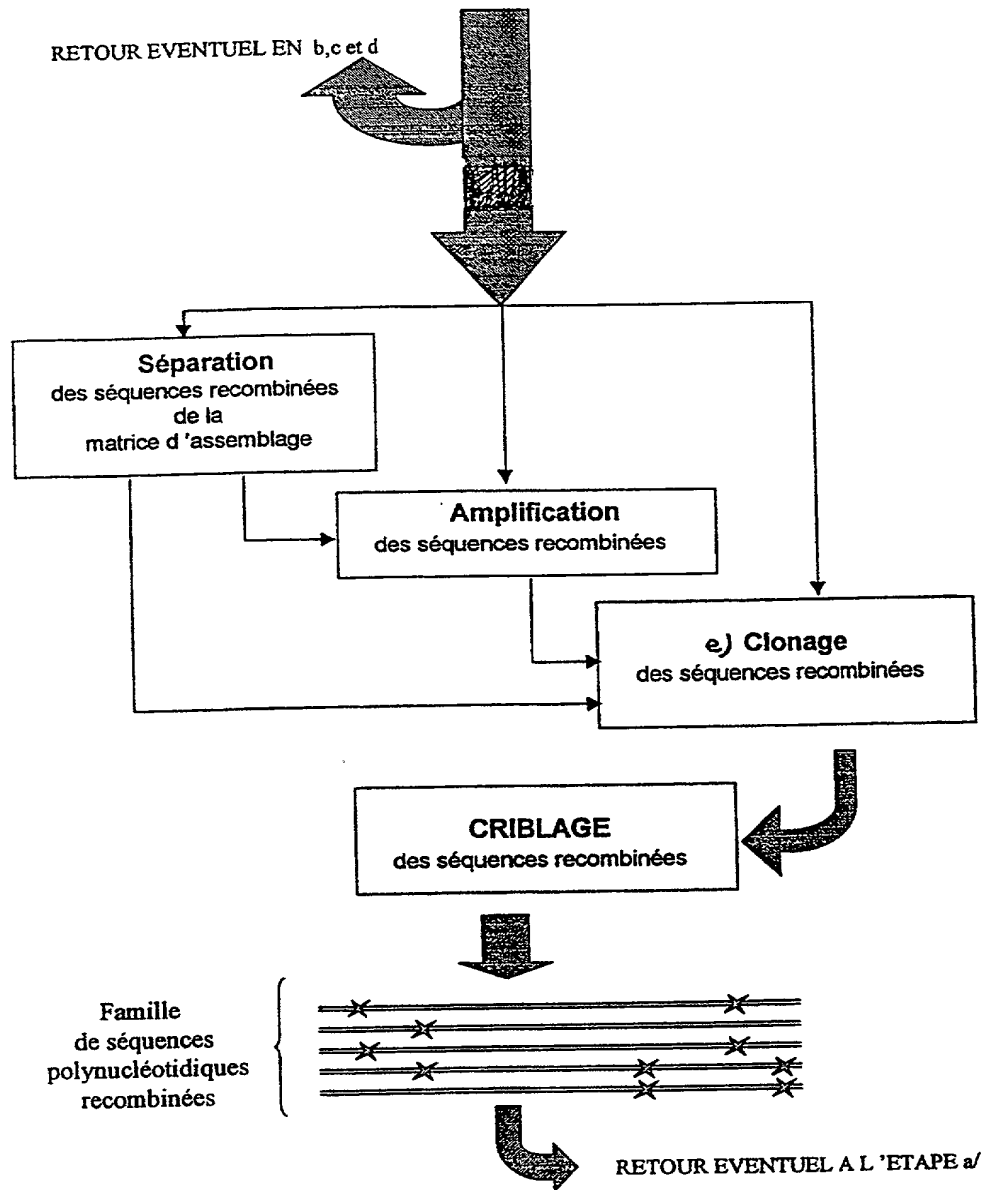 RETOUR EVENTUEL EN b,c et d
Séparation
des séquences recombinées
de la
matrice d 'assemblage
Amplification
des séquences recombinées
e) Clonage
des séquences recombinées
CRIBLAGE
des séquences recombinées
Famille
de séquences
polynucléotidiques
recombinées
RETOUR EVENTUEL A L 'ETAPE a/